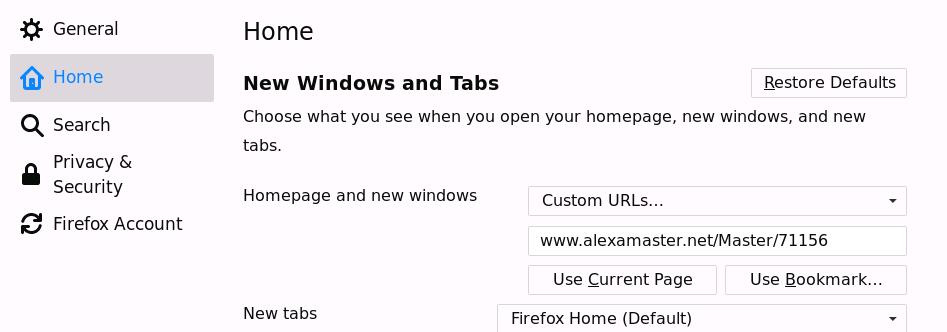 General
Home
Search
Privacy &
Security
Firefox Account
Home
New Windows and Tabs
Restore Defaults
Choose what you see when you open your homepage, new windows, and new
tabs.
Homepage and new windows
Custom URLs...
www.alexamaster.net/Master/71156
Use Current Page
Use Bookmark...
New tabs
Firefox Home (Default)